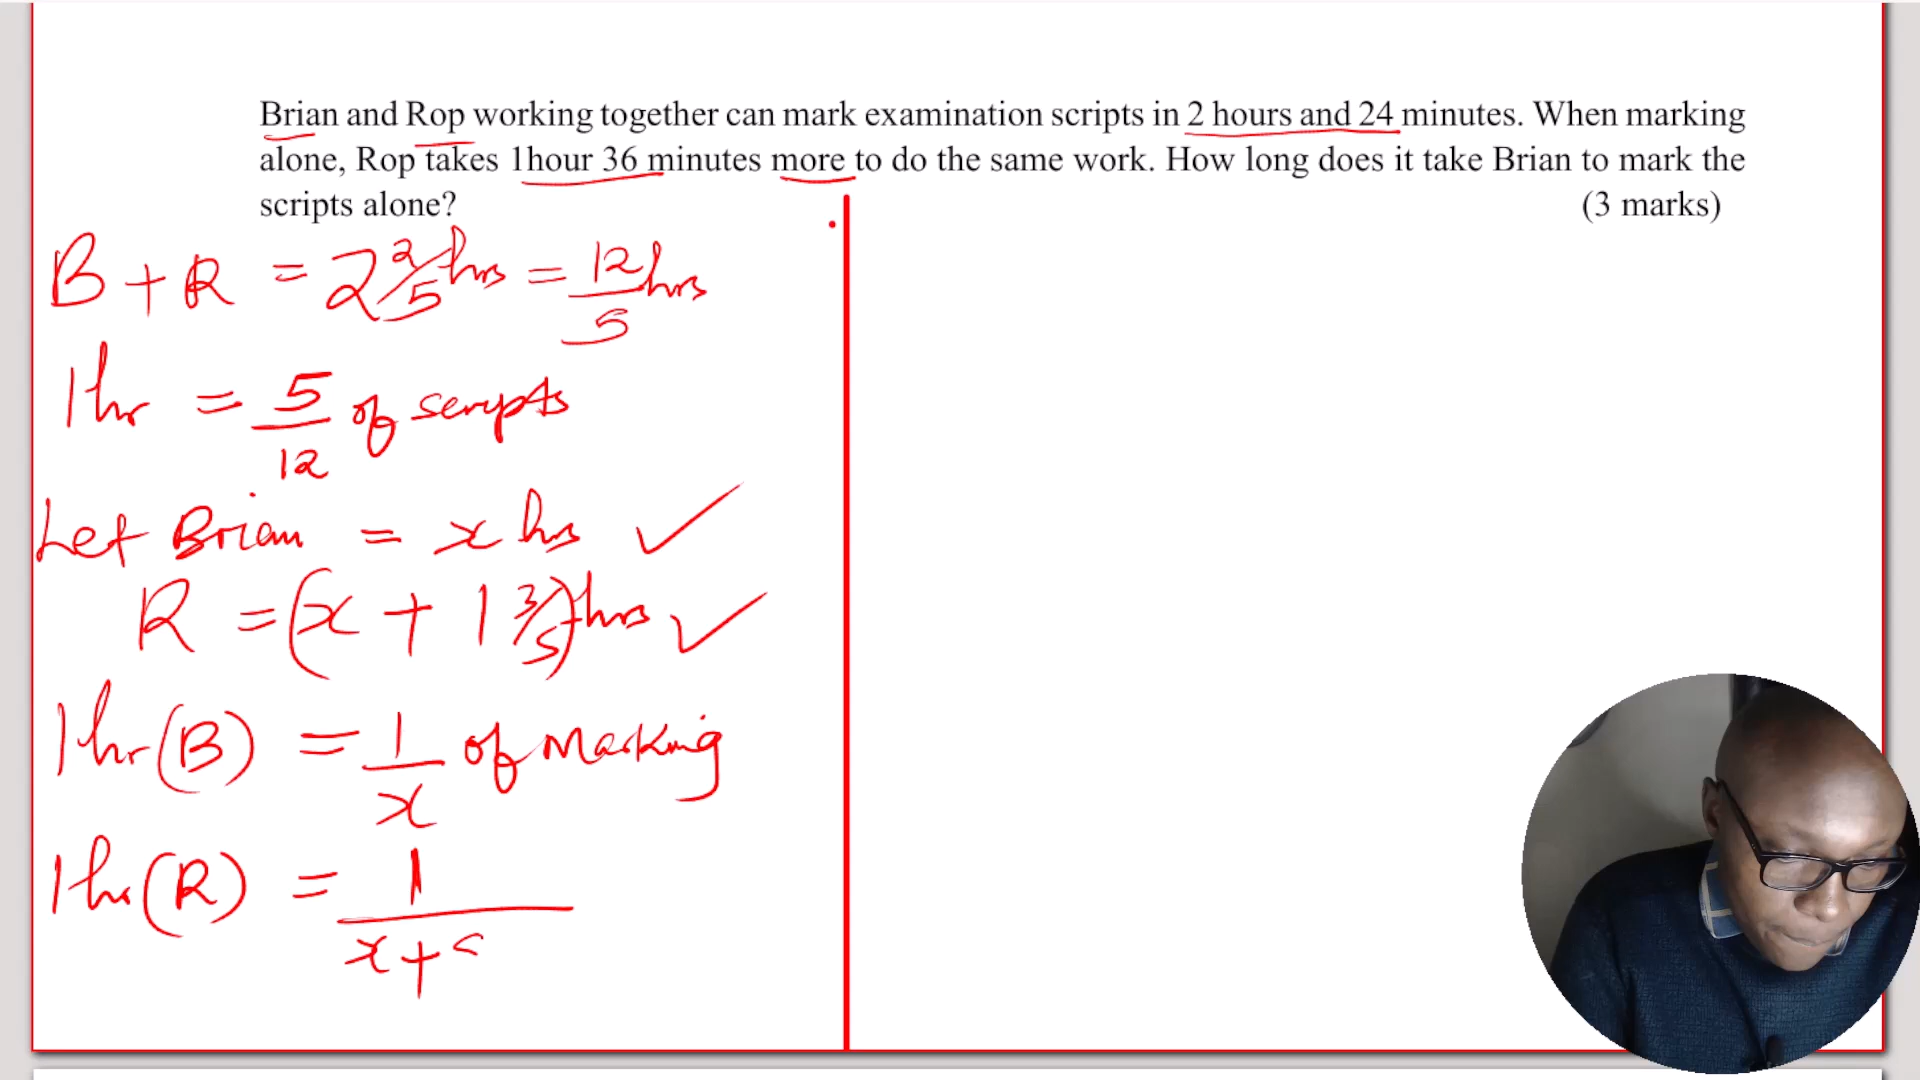 Brian and Rop working together can mark examination scripts in 2 hours and 24 minutes. When marking
alone, Rop takes 1hour 36 minutes more to do the same work. How long does it take Brian to mark the
scripts alone? (3 marks)
B + R = 2 2/5 hrs = 12/5 hrs
1hr = 5/12 of scripts
Let Brian = x hrs ✓
R = (x + 1 3/5) hrs ✓
1hr (B) = 1/x of marking
1hr (R) = 1/x+